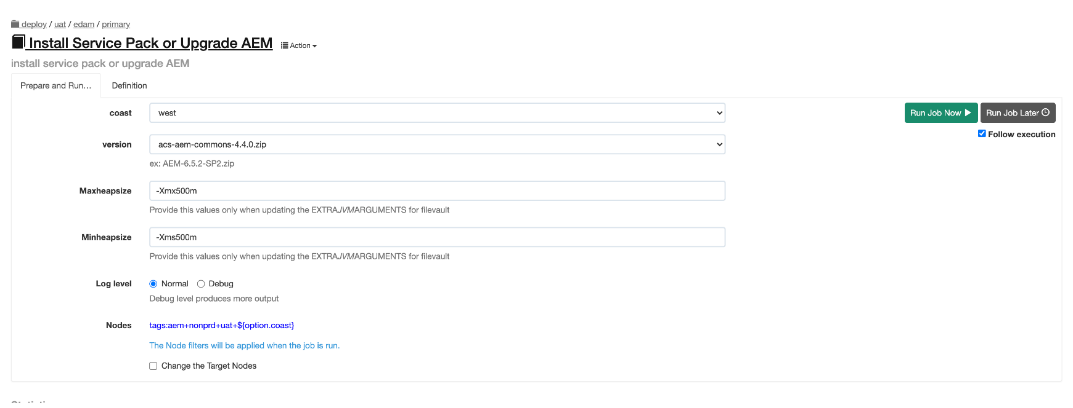 deploy / uat / edam / primary
Install Service Pack or Upgrade AEM Action
install service pack or upgrade AEM
Prepare and Run... Definition
coast west Run Job Now Run Job Later
Follow execution
version acs-aem-commons-4.4.0.zip
ex: AEM-6.5.2-SP2.zip
Maxheapsize -Xmx500m
Provide this values only when updating the EXTRAJVMARGUMENTS for filevault
Minheapsize -Xms500m
Provide this values only when updating the EXTRAJVMARGUMENTS for filevault
Log level Normal Debug
Debug level produces more output
Nodes tags:aem+nonprd+uat+${option.coast}
The Node filters will be applied when the job is run.
Change the Target Nodes